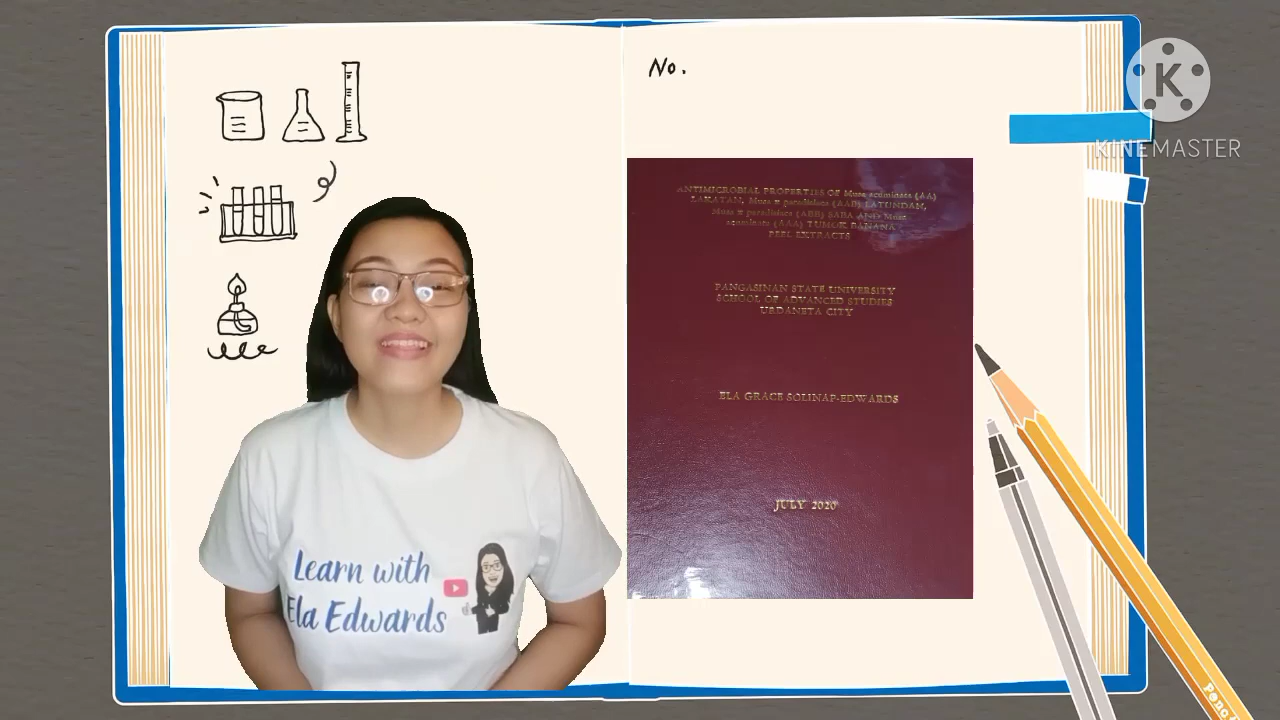 No.
K
KINEMASTER
ANTIMICROBIAL PROPERTIES OF Musa acuminata (AA)
LAKATAN, Musa x paradisiaca (AAB) LATUNDAN,
Musa x paradisiaca (ABB) SABA AND Musa
acuminata (AAA) TUMOK BANANA
PEEL EXTRACTS
PANGASINAN STATE UNIVERSITY
SCHOOL OF ADVANCED STUDIES
URDANETA CITY
ELA GRACE SOLINAP-EDWARDS
JULY 2020
Learn with
Ela Edwards